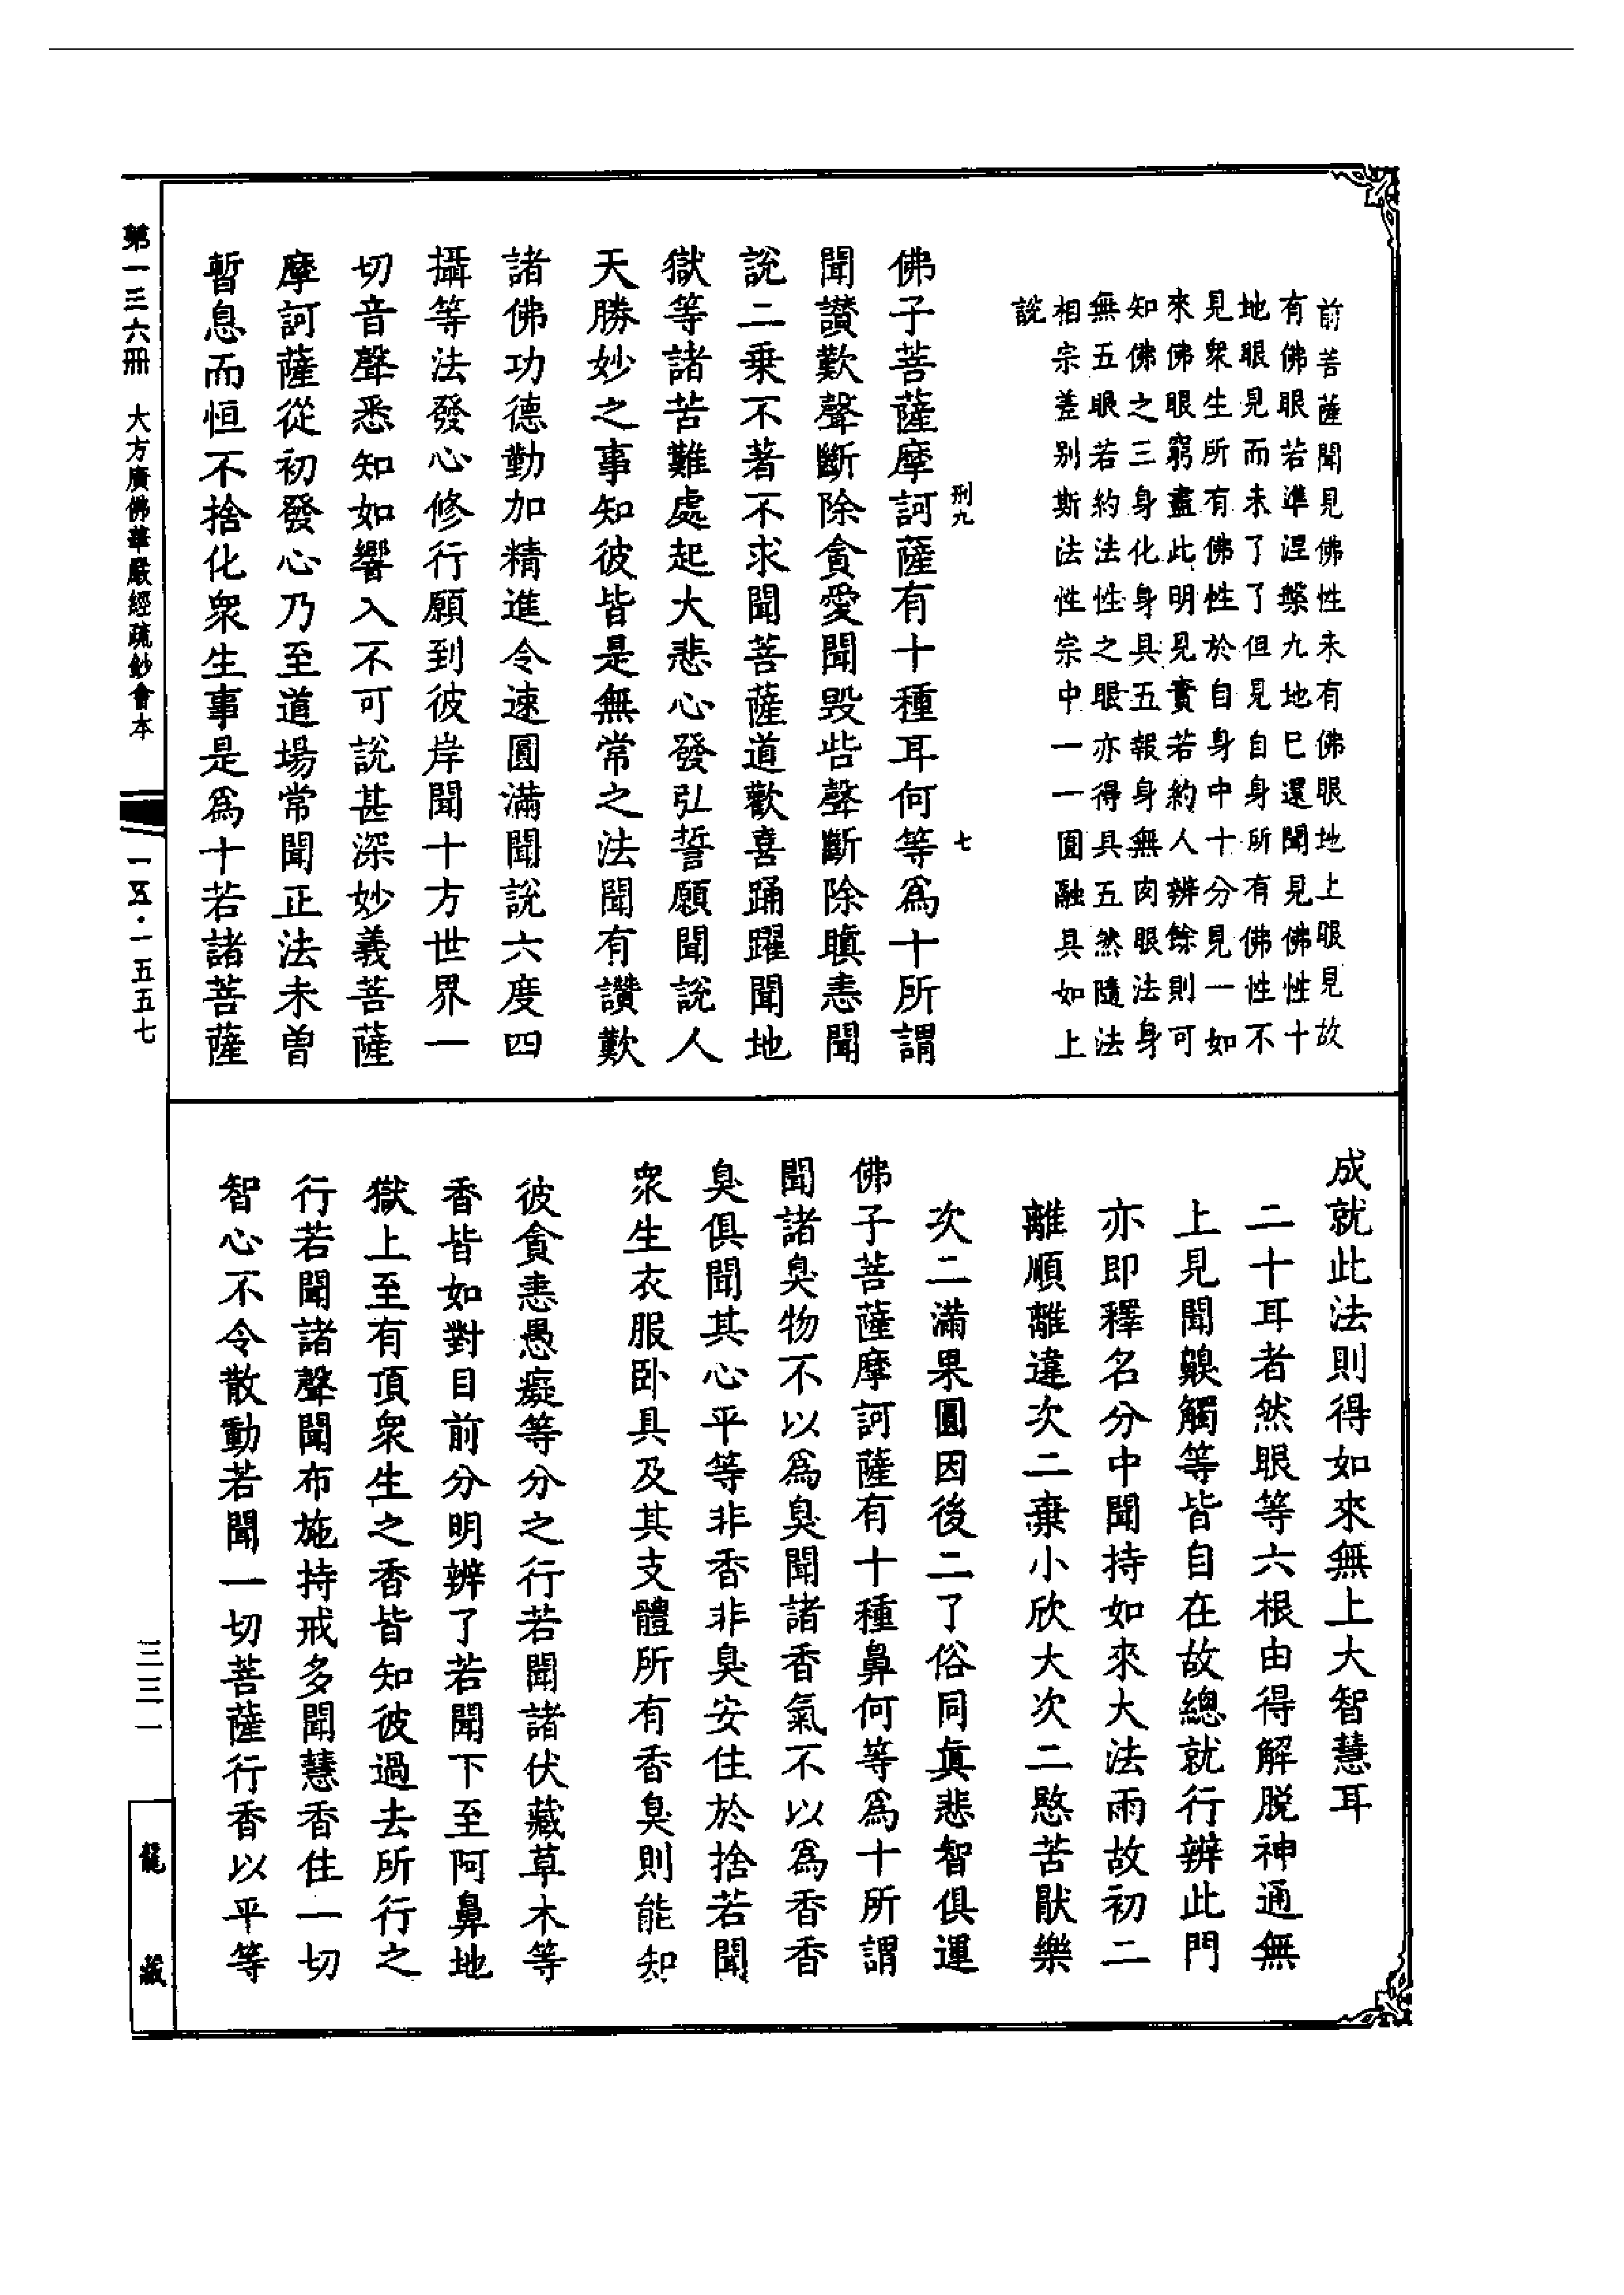 前菩薩聞見佛性未有佛眼地上眼見故
有佛眼若準涅槃九地已還聞見佛性十
地眼見而未了了但見自身所有佛性不
見衆生所有佛性於自身中十分見一如
來佛眼窮盡此明見實若約人辨餘則可
知佛之三身化身具五報身無肉眼法身
無五眼若約法性之眼亦得具五然隨法
相宗差别斯法性宗中一一圓融具如上
説
刑九
七
佛子菩薩摩訶薩有十種耳何等爲十所謂
聞讃歎聲斷除貪愛聞毁呰聲斷除瞋恚聞
説二乗不著不求聞菩薩道歡喜踊躍聞地
獄等諸苦難處起大悲心發弘誓願聞説人
天勝妙之事知彼皆是無常之法聞有讃歎
諸佛功德勤加精進令速圓滿聞説六度四
攝等法發心修行願到彼岸聞十方世界一
切音聲悉知如響入不可説甚深妙義菩薩
摩訶薩從初發心乃至道場常聞正法未曽
暫息而恒不捨化衆生事是爲十若諸菩薩
成就此法則得如來無上大智慧耳
二十耳者然眼等六根由得解脱神通無
上見聞齅觸等皆自在故總就行辨此門
亦即釋名分中聞持如來大法雨故初二
離順離違次二棄小欣大次二愍苦猒樂
次二滿果圓因後二了俗同眞悲智俱運
佛子菩薩摩訶薩有十種鼻何等爲十所謂
聞諸臭物不以爲臭聞諸香氣不以爲香香
臭俱聞其心平等非香非臭安住於捨若聞
衆生衣服卧具及其支體所有香臭則能知
彼貪恚愚癡等分之行若聞諸伏藏草木等
香皆如對目前分明辨了若聞下至阿鼻地
獄上至有頂衆生之香皆知彼過去所行之
行若聞諸聲聞布施持戒多聞慧香住一切
智心不令散動若聞一切菩薩行香以平等
第一三六冊 大方廣佛華嚴經疏鈔會本
一五五·一五五七
三三一
龍藏